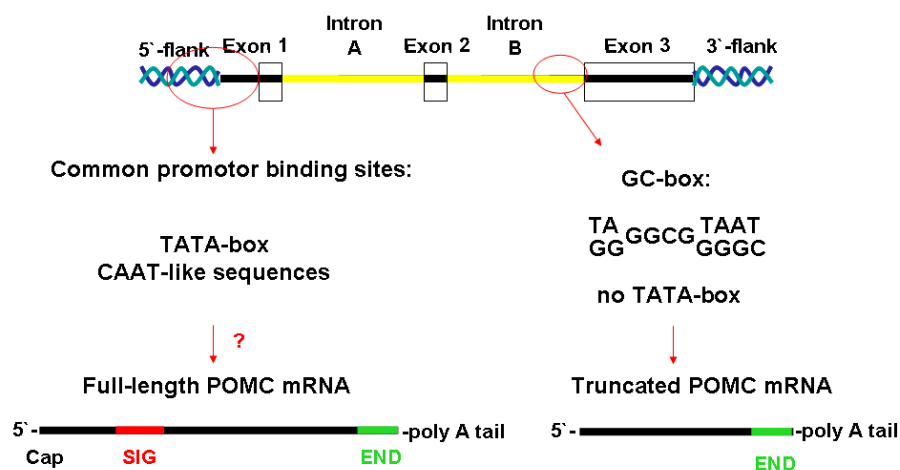 Intron
A
Intron
B
5`-flank
Exon 1
Exon 2
Exon 3
3`-flank
Common promotor binding sites:
TATA-box
CAAT-like sequences
?
Full-length POMC mRNA
5`-
-poly A tail
Cap
SIG
END
GC-box:
TA GGCG TAAT
GG GGGC
no TATA-box
Truncated POMC mRNA
5`-
-poly A tail
END